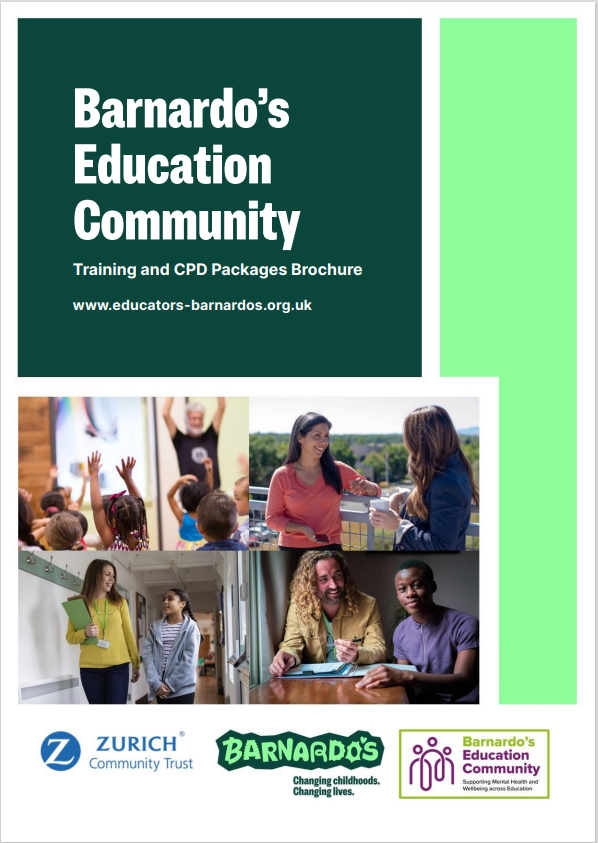 Barnardo's
Education
Community
Training and CPD Packages Brochure
www.educators-barnardos.org.uk
Z ZURICH®
Community Trust
BARNARDO'S
Changing childhoods.
Changing lives.
Barnardo's
Education
Community
Supporting Mental Health and
Wellbeing across Education